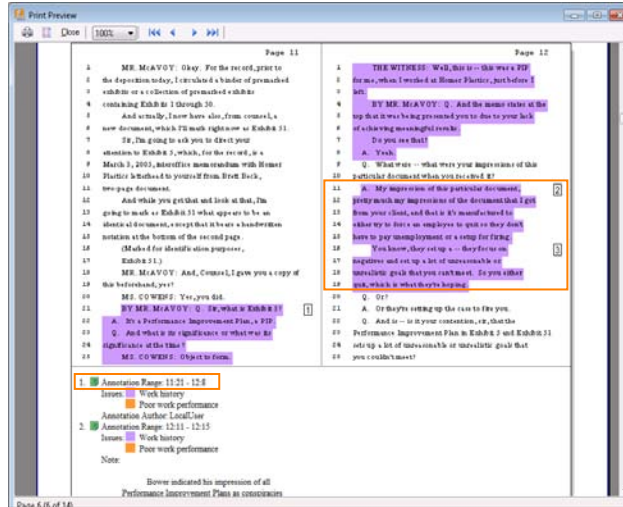 Print Preview
Close 100%
Page 11
1 MR. McAVOY: Okay. For the record, prior to
2 the deposition today, I circulated a binder of premarked
3 exhibits or a collection of premarked exhibits
4 containing Exhibits 1 through 30.
5 And actually, I now have also, from counsel, a
6 new document, which I'll mark right now as Exhibit 31.
7 Sir, I'm going to ask you to direct your
8 attention to Exhibit 3, which, for the record, is a
9 March 3, 2003, interoffice memorandum with Homer
10 Plastics letterhead to yourself from Brett Beck,
11 two-page document.
12 And while you get that and look at that, I'm
13 going to mark as Exhibit 31 what appears to be an
14 identical document, except that it bears a handwritten
15 notation at the bottom of the second page.
16 (Marked for identification purposes,
17 Exhibit 31.)
18 MR. McAVOY: And, Counsel, I gave you a copy of
19 this beforehand, yes?
20 MS. COWENS: Yes, you did.
21 BY MR. McAVOY: Q. Sir, what is Exhibit 3? 1
22 A. It's a Performance Improvement Plan, a PIP.
23 Q. And what is its significance or what was its
24 significance at the time?
25 MS. COWENS: Object to form.
Page 12
1 THE WITNESS: Well, this is -- this was a PIP
2 for me, when I worked at Homer Plastics, just before I
3 left.
4 BY MR. McAVOY: Q. And the memo states at the
5 top that it was being presented you to due to your lack
6 of achieving meaningful results.
7 Do you see that?
8 A. Yeah.
9 Q. What were -- what were your impressions of this
10 particular document when you received it?
11 A. My impression of this particular document, 2
12 pretty much my impressions of the document that I got
13 from your client, and that is it's manufactured to
14 either try to force an employee to quit so they don't
15 have to pay unemployment or a setup for firing.
16 You know, they set up a -- they focus on 3
17 negatives and set up a lot of unreasonable or
18 unrealistic goals that you can't meet. So you either
19 quit, which is what they're hoping.
20 Q. Or?
21 A. Or they're setting up the case to fire you.
22 Q. And -- is it your contention, sir, that the
23 Performance Improvement Plan in Exhibit 3 and Exhibit 31
24 sets up a lot of unreasonable or unrealistic goals that
25 you couldn't meet?
1. Annotation Range: 11:21 - 12:8
Issues: Work history
Poor work performance
Annotation Author: LocalUser
2. Annotation Range: 12:11 - 12:15
Issues: Work history
Poor work performance
Note:
Bower indicated his impression of all
Performance Improvement Plans as conspiracies
Page 6 (6 of 14)